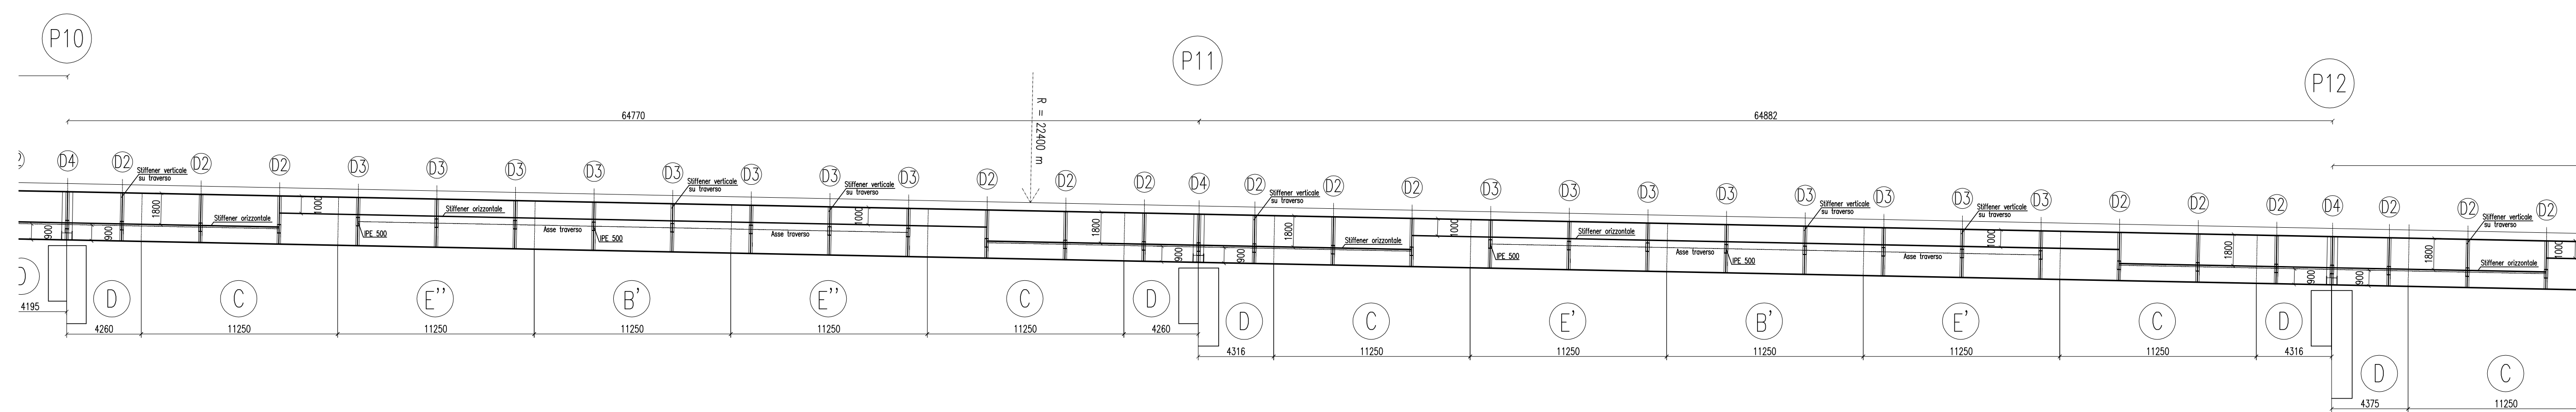 P10
P11
P12
64770
64882
R = 22400 m
D4
D2
D2
D2
D3
D3
D3
D3
D3
D3
D3
D3
D2
D2
D2
D4
D2
D2
D2
D3
D3
D3
D3
D3
D3
D3
D3
D2
D2
D2
D4
D2
D2
D2
Stiffener verticale
su traverso
Stiffener verticale
su traverso
Stiffener verticale
su traverso
Stiffener verticale
su traverso
Stiffener verticale
su traverso
Stiffener verticale
su traverso
Stiffener verticale
su traverso
900
900
1800
Stiffener orizzontale
1000
IPE 500
Stiffener orizzontale
Asse traverso
IPE 500
Asse traverso
1000
1800
900
900
1800
Stiffener orizzontale
1000
IPE 500
Stiffener orizzontale
Asse traverso
IPE 500
Asse traverso
1000
1800
900
900
1800
Stiffener orizzontale
1000
D
D
C
E''
B'
E''
C
D
4195
4260
11250
11250
11250
11250
11250
4260
D
C
E'
B'
E'
C
D
4316
11250
11250
11250
11250
11250
4316
D
C
4375
11250